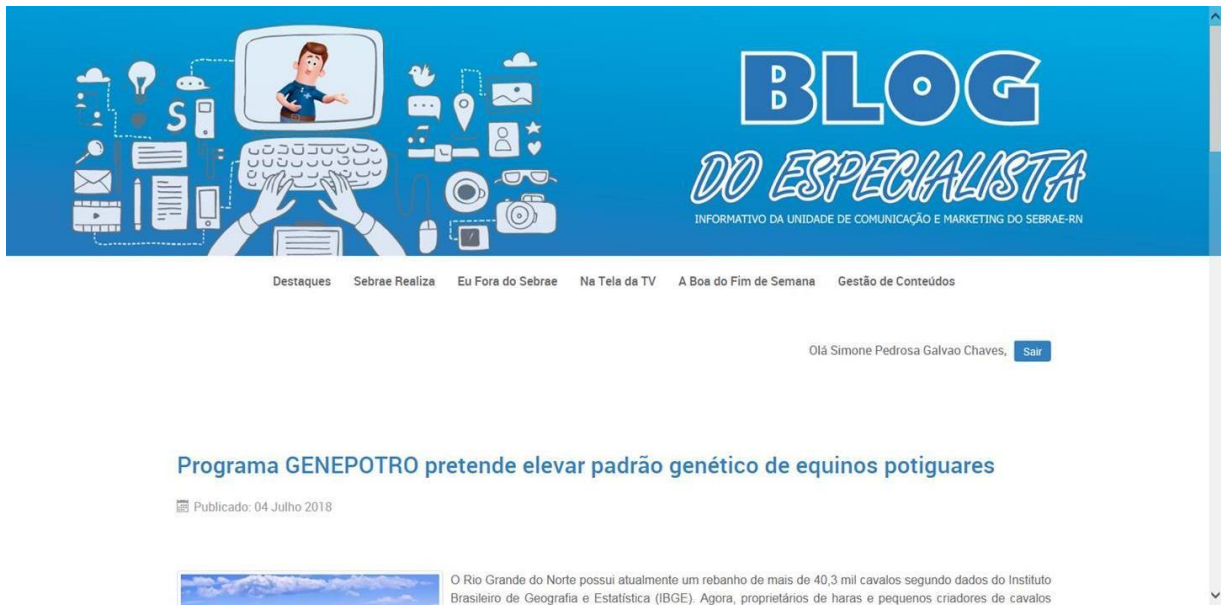 BLOG
DO ESPECIALISTA
INFORMATIVO DA UNIDADE DE COMUNICAÇÃO E MARKETING DO SEBRAE-RN
Destaques Sebrae Realiza Eu Fora do Sebrae Na Tela da TV A Boa do Fim de Semana Gestão de Conteúdos
Olá Simone Pedrosa Galvao Chaves, Sair
Programa GENEPOTRO pretende elevar padrão genético de equinos potiguares
Publicado: 04 Julho 2018
O Rio Grande do Norte possui atualmente um rebanho de mais de 40,3 mil cavalos segundo dados do Instituto
Brasileiro de Geografia e Estatística (IBGE). Agora, proprietários de haras e pequenos criadores de cavalos